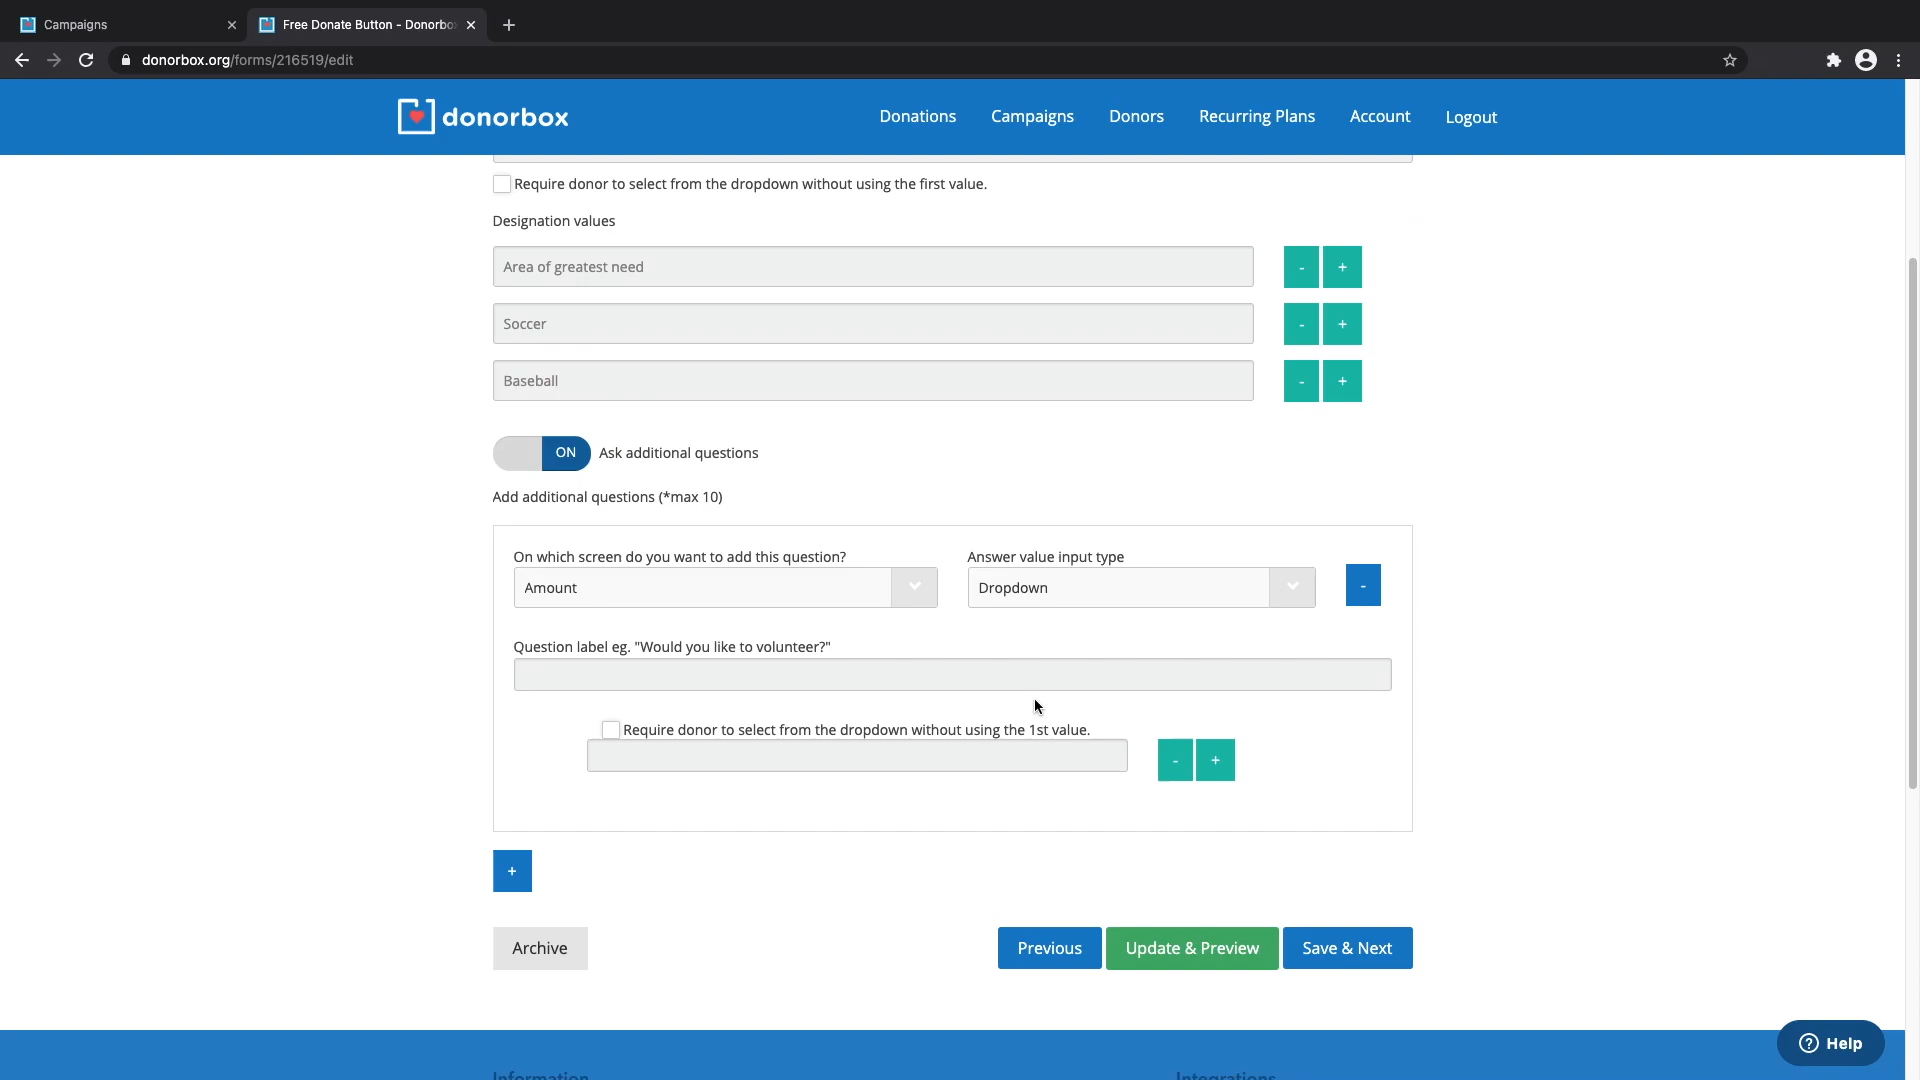 Campaigns
Free Donate Button - Donorbo
donorbox.org/forms/216519/edit
donorbox
Donations
Campaigns
Donors
Recurring Plans
Account
Logout
Require donor to select from the dropdown without using the first value.
Designation values
Area of greatest need
- +
Soccer
- +
Baseball
- +
ON
Ask additional questions
Add additional questions (*max 10)
On which screen do you want to add this question?
Answer value input type
Amount
Dropdown
-
Question label eg. "Would you like to volunteer?"
Require donor to select from the dropdown without using the 1st value.
- +
+
Archive
Previous
Update & Preview
Save & Next
? Help
Information
Integrations